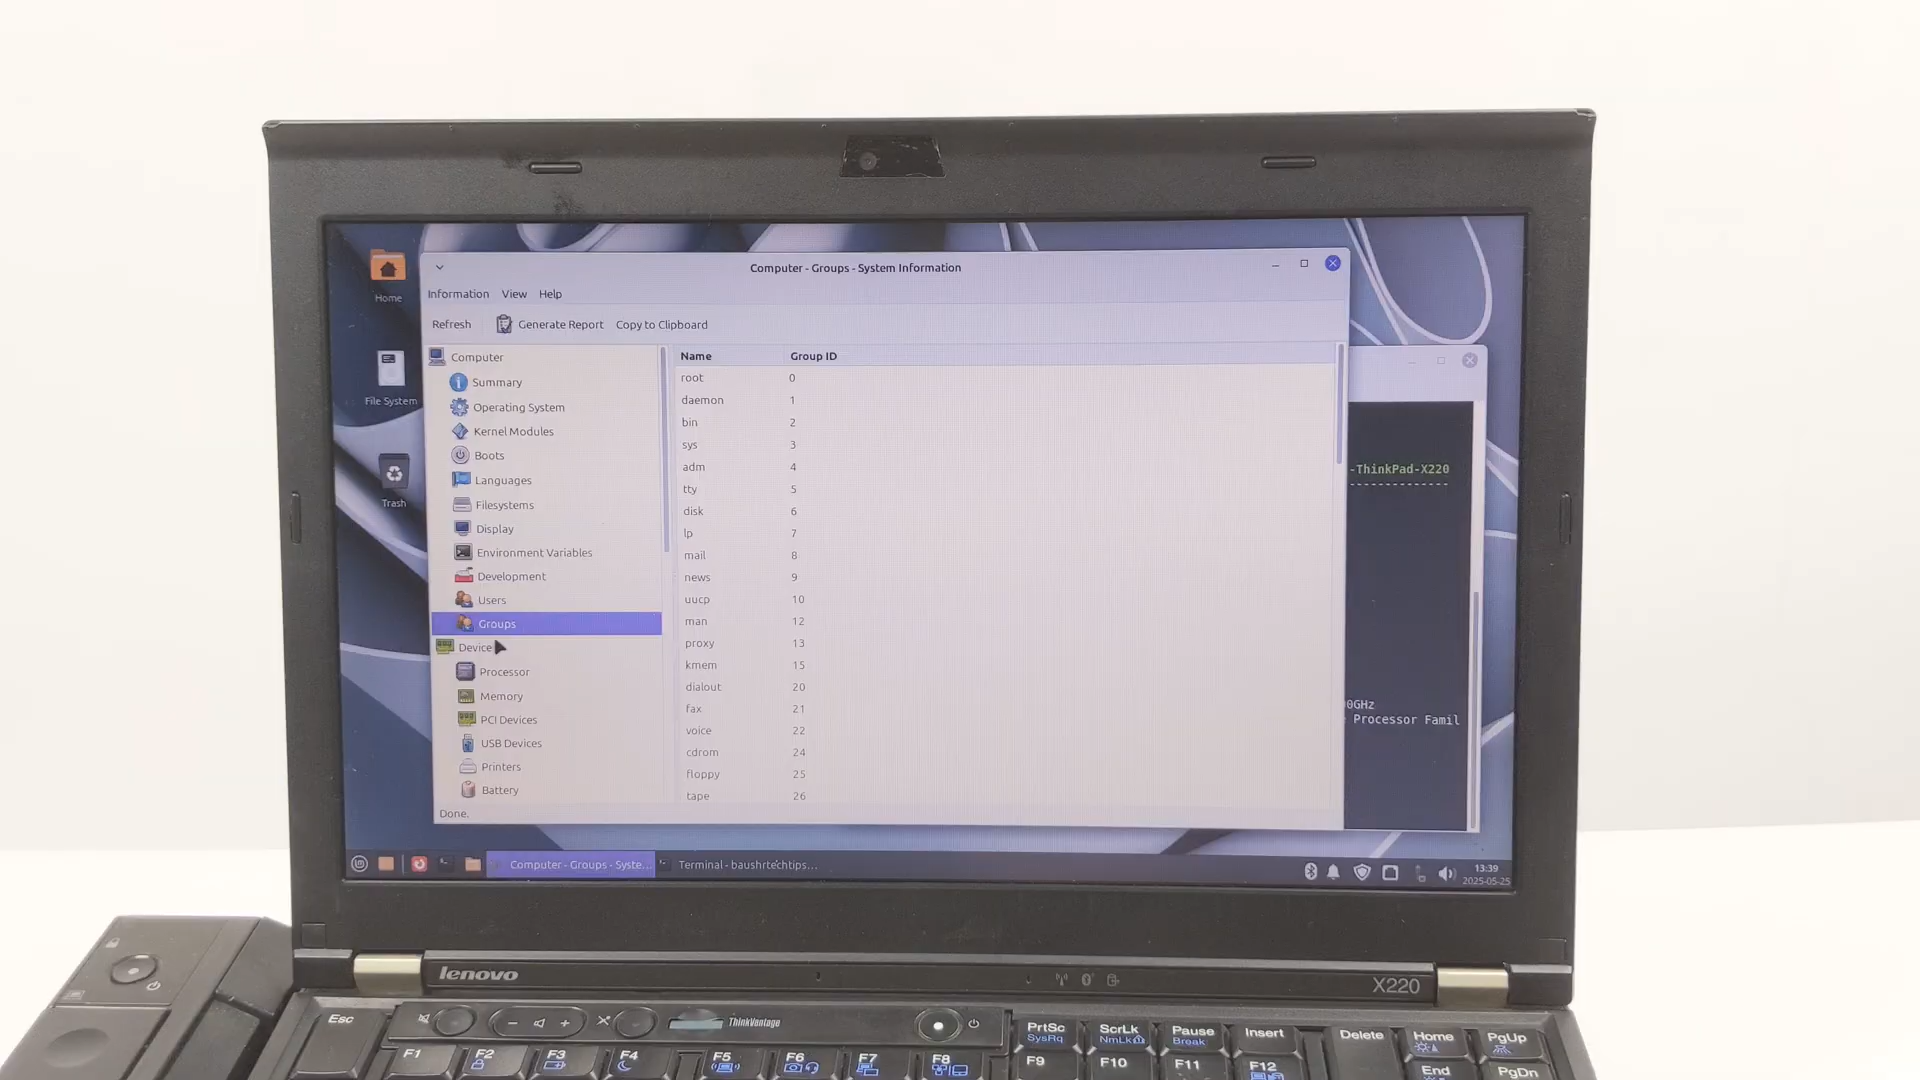 Home
File System
Trash
Computer - Groups - System Information
Information View Help
Refresh Generate Report Copy to Clipboard
Computer
Summary
Operating System
Kernel Modules
Boots
Languages
Filesystems
Display
Environment Variables
Development
Users
Groups
Device
Processor
Memory
PCI Devices
USB Devices
Printers
Battery
Done.
Name Group ID
root 0
daemon 1
bin 2
sys 3
adm 4
tty 5
disk 6
lp 7
mail 8
news 9
uucp 10
man 12
proxy 13
kmem 15
dialout 20
fax 21
voice 22
cdrom 24
floppy 25
tape 26
-ThinkPad-X220
---------------
0GHz
Processor Famil
Computer - Groups - Syste...
Terminal - baushrtechtips...
13:39
2025-05-25
lenovo
X220
ThinkVantage
Esc
PrtSc
SysRq
ScrLk
NmLk
Pause
Break
Insert
Delete
Home
PgUp
F1 F2 F3 F4 F5 F6 F7 F8 F9 F10 F11 F12
End
PgDn